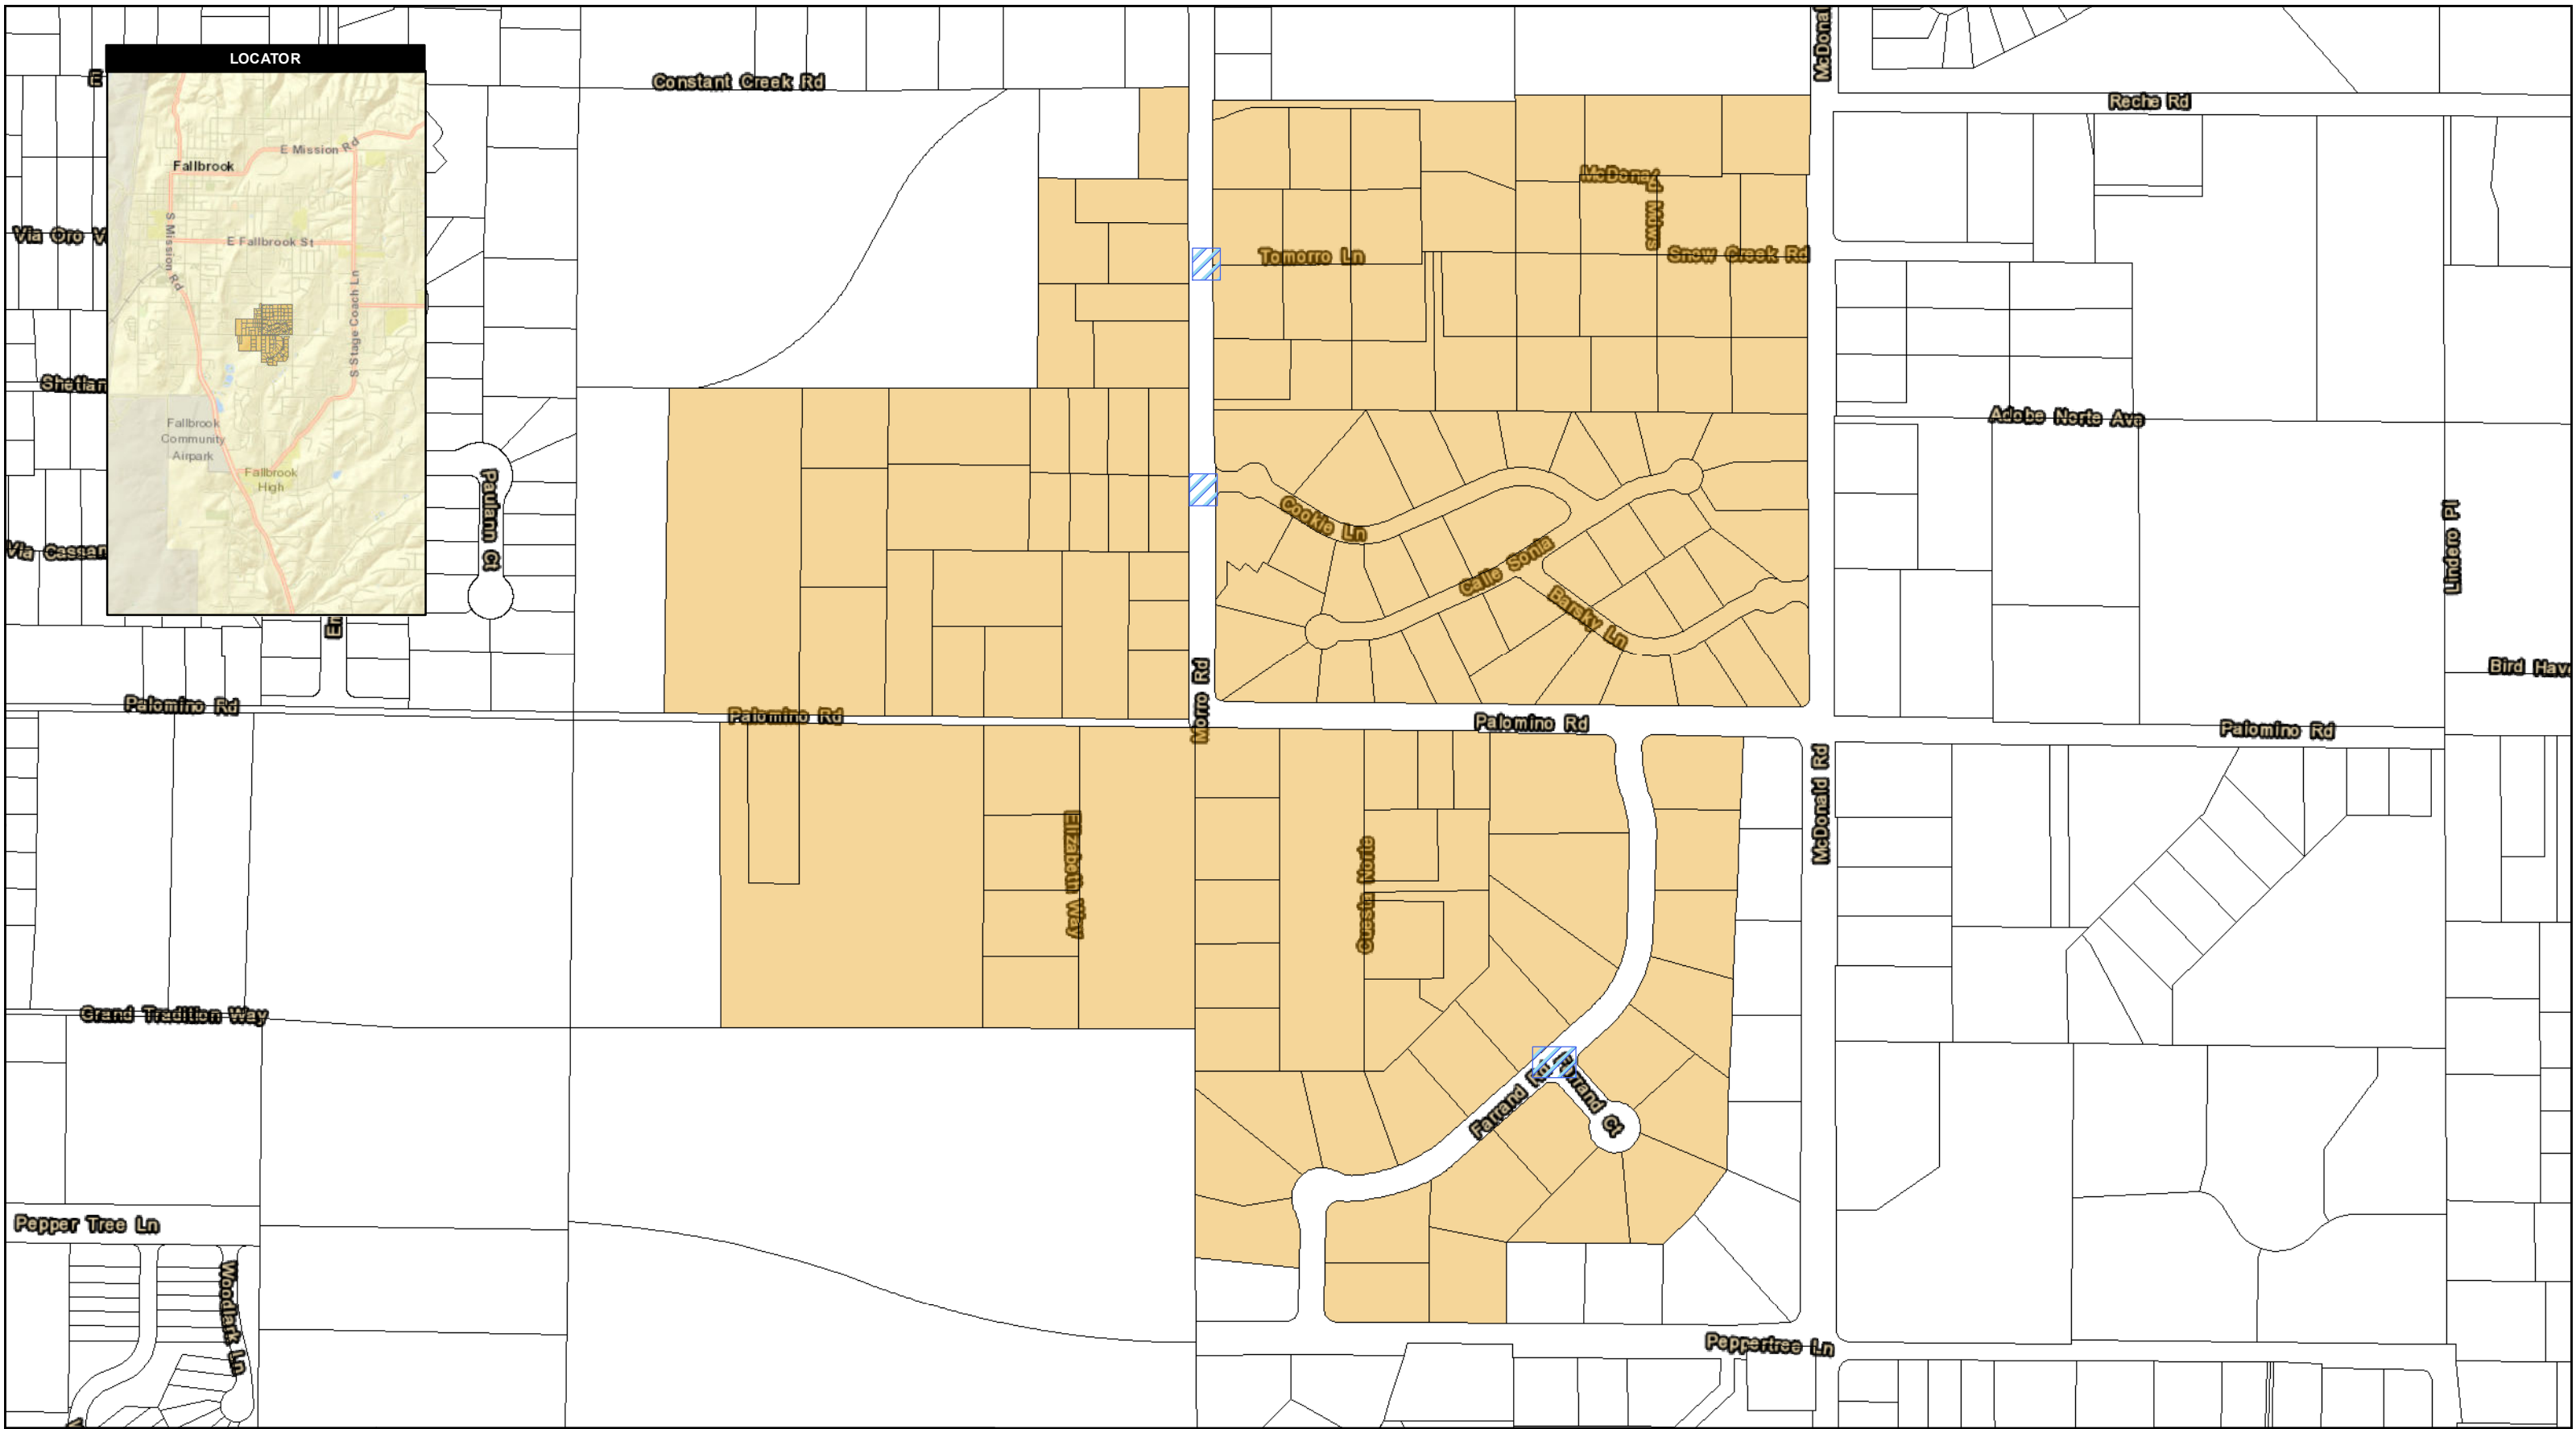 LOCATOR
Fallbrook
E Mission Rd
S Mission Rd
E Fallbrook St
S Stage Coach Ln
Fallbrook
Community
Airpark
Fallbrook
High
E
Constant Creek Rd
McDonal
Reche Rd
Via Oro V
McDonald
Mews
Tomorro Ln
Snow Creek Rd
Shetlan
Adobe Norte Ave
Paulann Ct
Cookie Ln
Calle Sonia
Barsky Ln
Lindero Pl
Via Cassan
En
Bird Hav
Morro Rd
Palomino Rd
Palomino Rd
Palomino Rd
Palomino Rd
McDonald Rd
Elizabeth Way
Cuesta Norte
Grand Tradition Way
Farrand Rd
Farrand Ct
Pepper Tree Ln
Woodlark Ln
Peppertree Ln